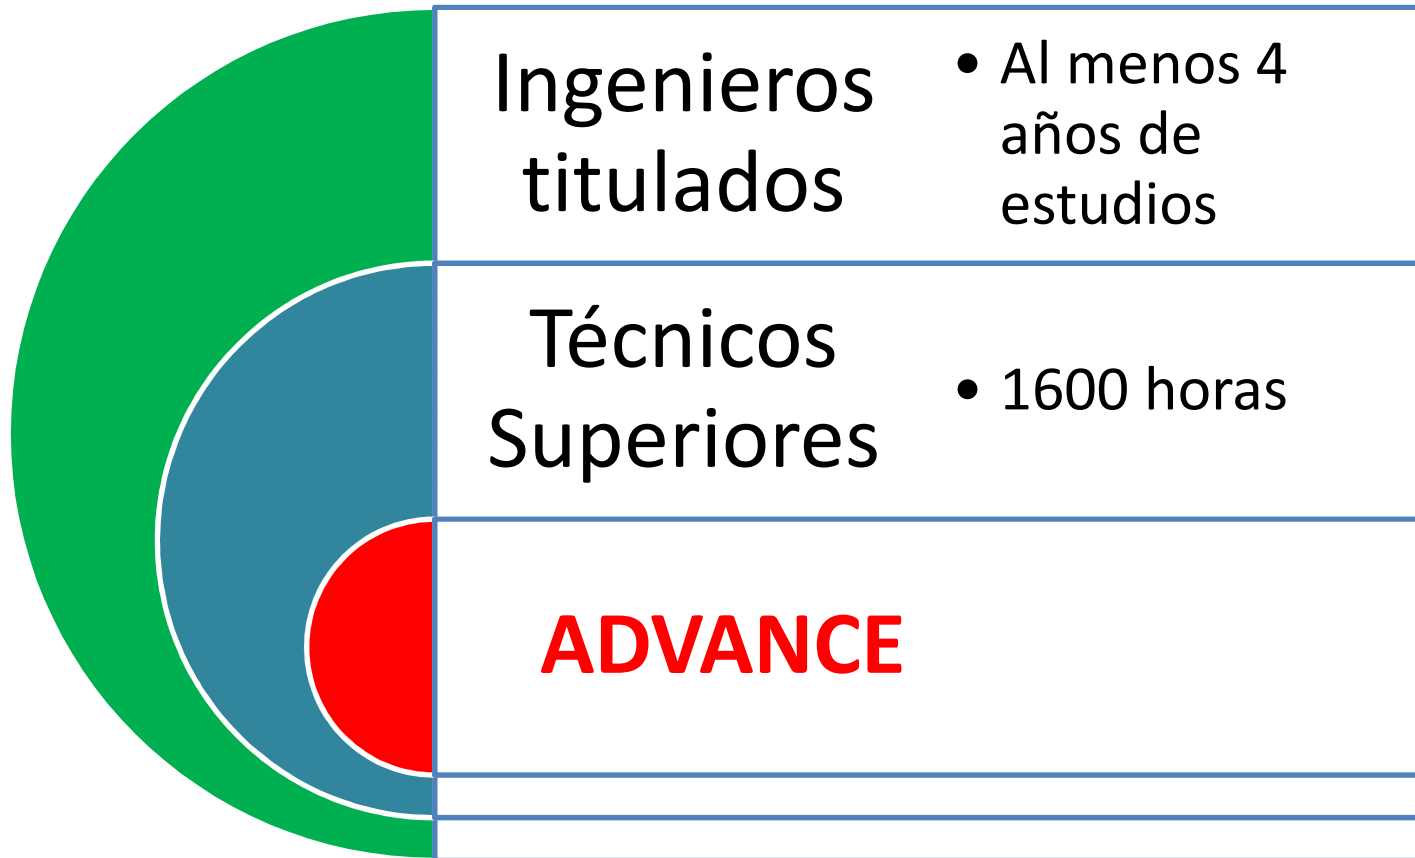 Ingenieros
titulados
• Al menos 4
años de
estudios
Técnicos
Superiores
• 1600 horas
ADVANCE